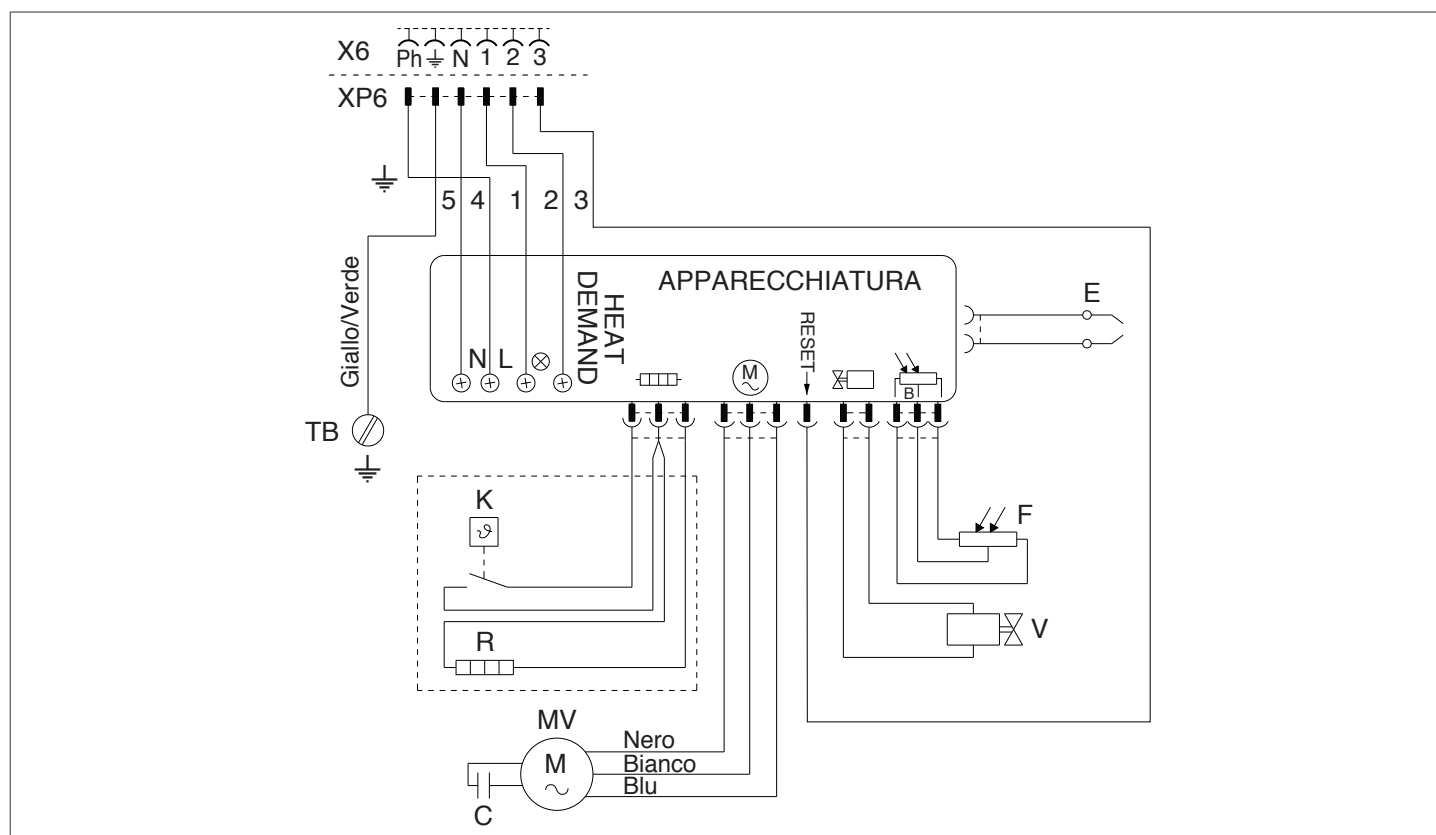 X6 Ph N 1 2 3
XP6
5 4 1 2 3
Giallo/Verde
HEAT DEMAND
APPARECCHIATURA
E
RESET
N L
M
B
TB
K
F
ϑ
V
R
MV
Nero
M
Bianco
Blu
C